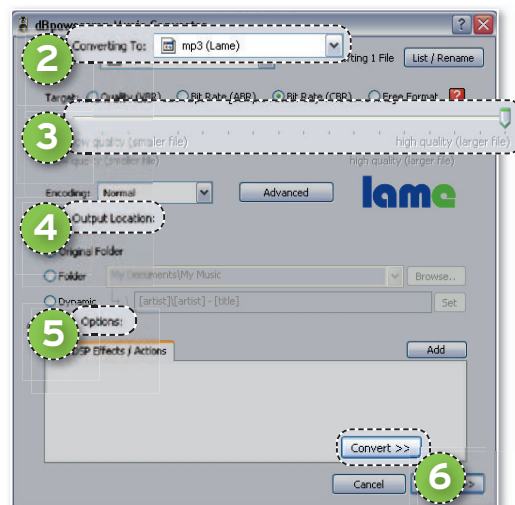 dBpoweramp Music Converter
2
Converting To: mp3 (Lame)
Converting 1 File List / Rename
Target: Quality (VBR) Bit Rate (ABR) Bit Rate (CBR) Free Format ?
3
low quality (smaller file) high quality (larger file)
quality (smaller file) high quality (larger file)
Encoding: Normal Advanced lame
4
Output Location:
Original Folder
Folder My Documents\My Music Browse..
Dynamic [artist]\[artist] - [title] Set
5
Options:
DSP Effects / Actions Add
Convert >>
Cancel
6